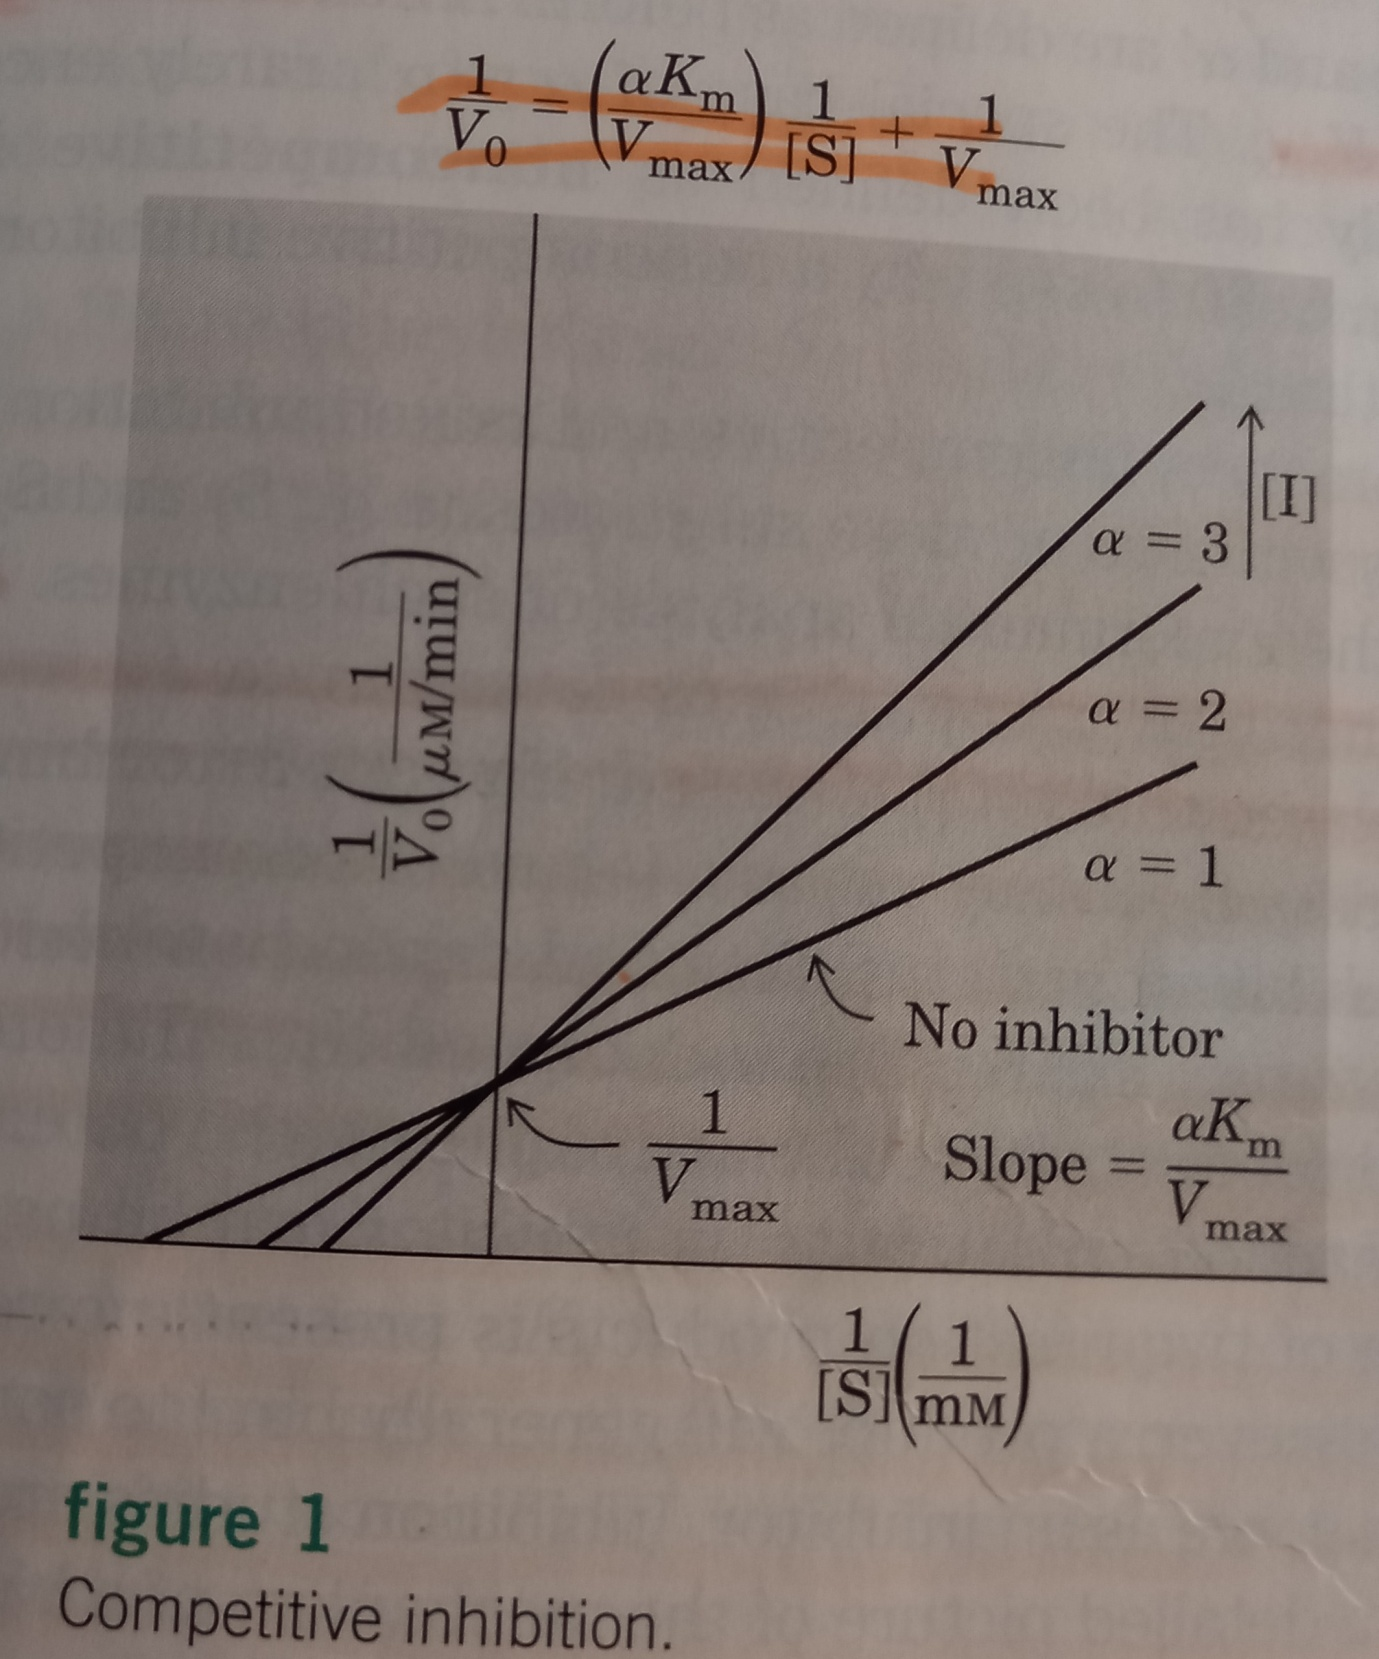 1/V₀ = (αKₘ/Vmax) 1/[S] + 1/Vmax
1/V₀ (1/μM/min)
[I]
α = 3
α = 2
α = 1
No inhibitor
1/Vmax
Slope = αKₘ/Vmax
1/[S] (1/mM)
figure 1
Competitive inhibition.